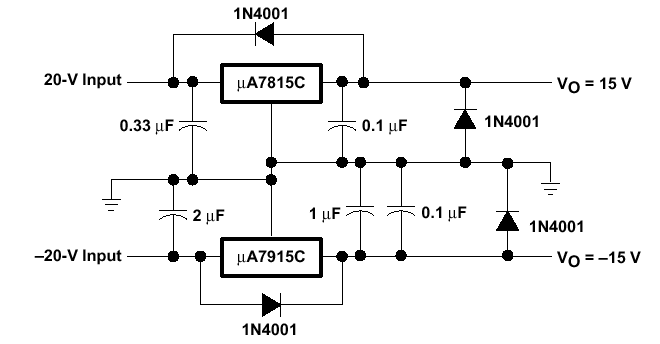 1N4001
20-V Input
μA7815C
VO = 15 V
0.33 μF
0.1 μF
1N4001
2 μF
1 μF
0.1 μF
1N4001
–20-V Input
μA7915C
VO = –15 V
1N4001